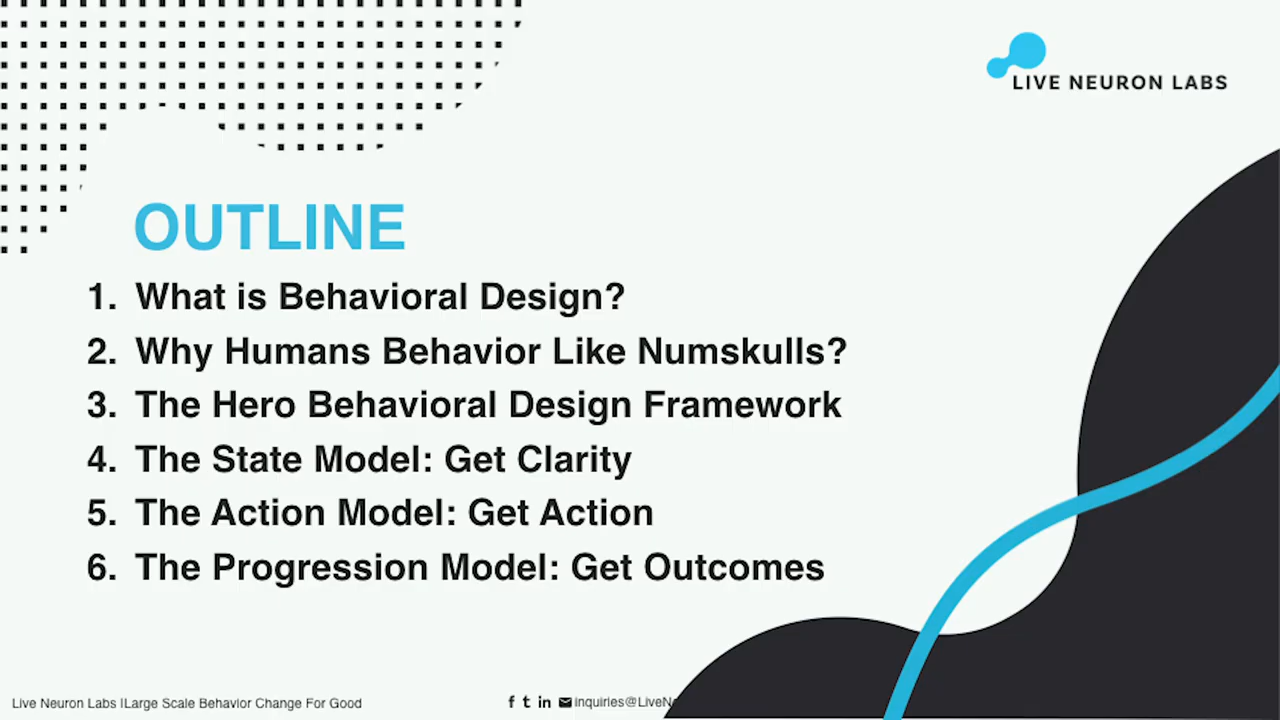 LIVE NEURON LABS
OUTLINE
1. What is Behavioral Design?
2. Why Humans Behavior Like Numskulls?
3. The Hero Behavioral Design Framework
4. The State Model: Get Clarity
5. The Action Model: Get Action
6. The Progression Model: Get Outcomes
Live Neuron Labs |Large Scale Behavior Change For Good
inquiries@LiveN